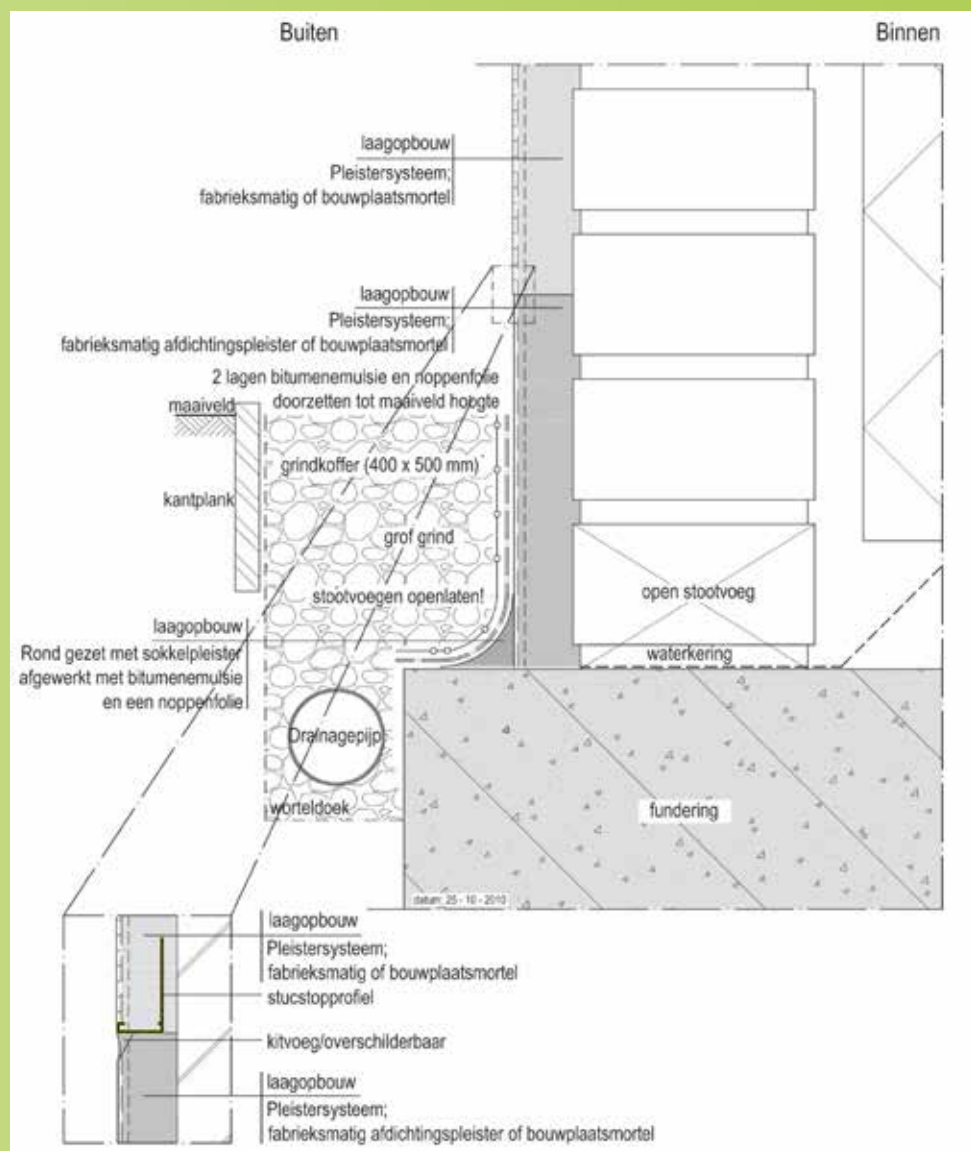 Buiten
Binnen
laagopbouw
Pleistersysteem;
fabrieksmatig of bouwplaatsmortel
laagopbouw
Pleistersysteem;
fabrieksmatig afdichtingspleister of bouwplaatsmortel
2 lagen bitumenemulsie en noppenfolie
doorzetten tot maaiveld hoogte
maaiveld
grindkoffer (400 x 500 mm)
kantplank
grof grind
stootvoegen openlaten!
open stootvoeg
laagopbouw
Rond gezet met sokkelpleister
afgewerkt met bitumenemulsie
en een noppenfolie
waterkering
Drainagepijp
worteldoek
fundering
datum: 25 - 10 - 2010
laagopbouw
Pleistersysteem;
fabrieksmatig of bouwplaatsmortel
stucstopprofiel
kitvoeg/overschilderbaar
laagopbouw
Pleistersysteem;
fabrieksmatig afdichtingspleister of bouwplaatsmortel